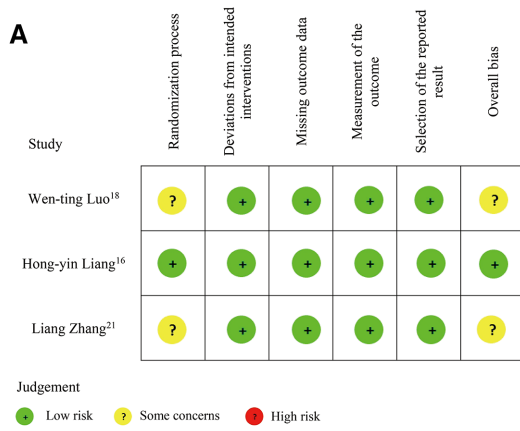 A
Study
Randomization process
Deviations from intended
interventions
Missing outcome data
Measurement of the
outcome
Selection of the reported
result
Overall bias
Wen-ting Luo18 ? + + + + ?
Hong-yin Liang16 + + + + + +
Liang Zhang21 ? + + + + ?
Judgement
+ Low risk ? Some concerns ? High risk